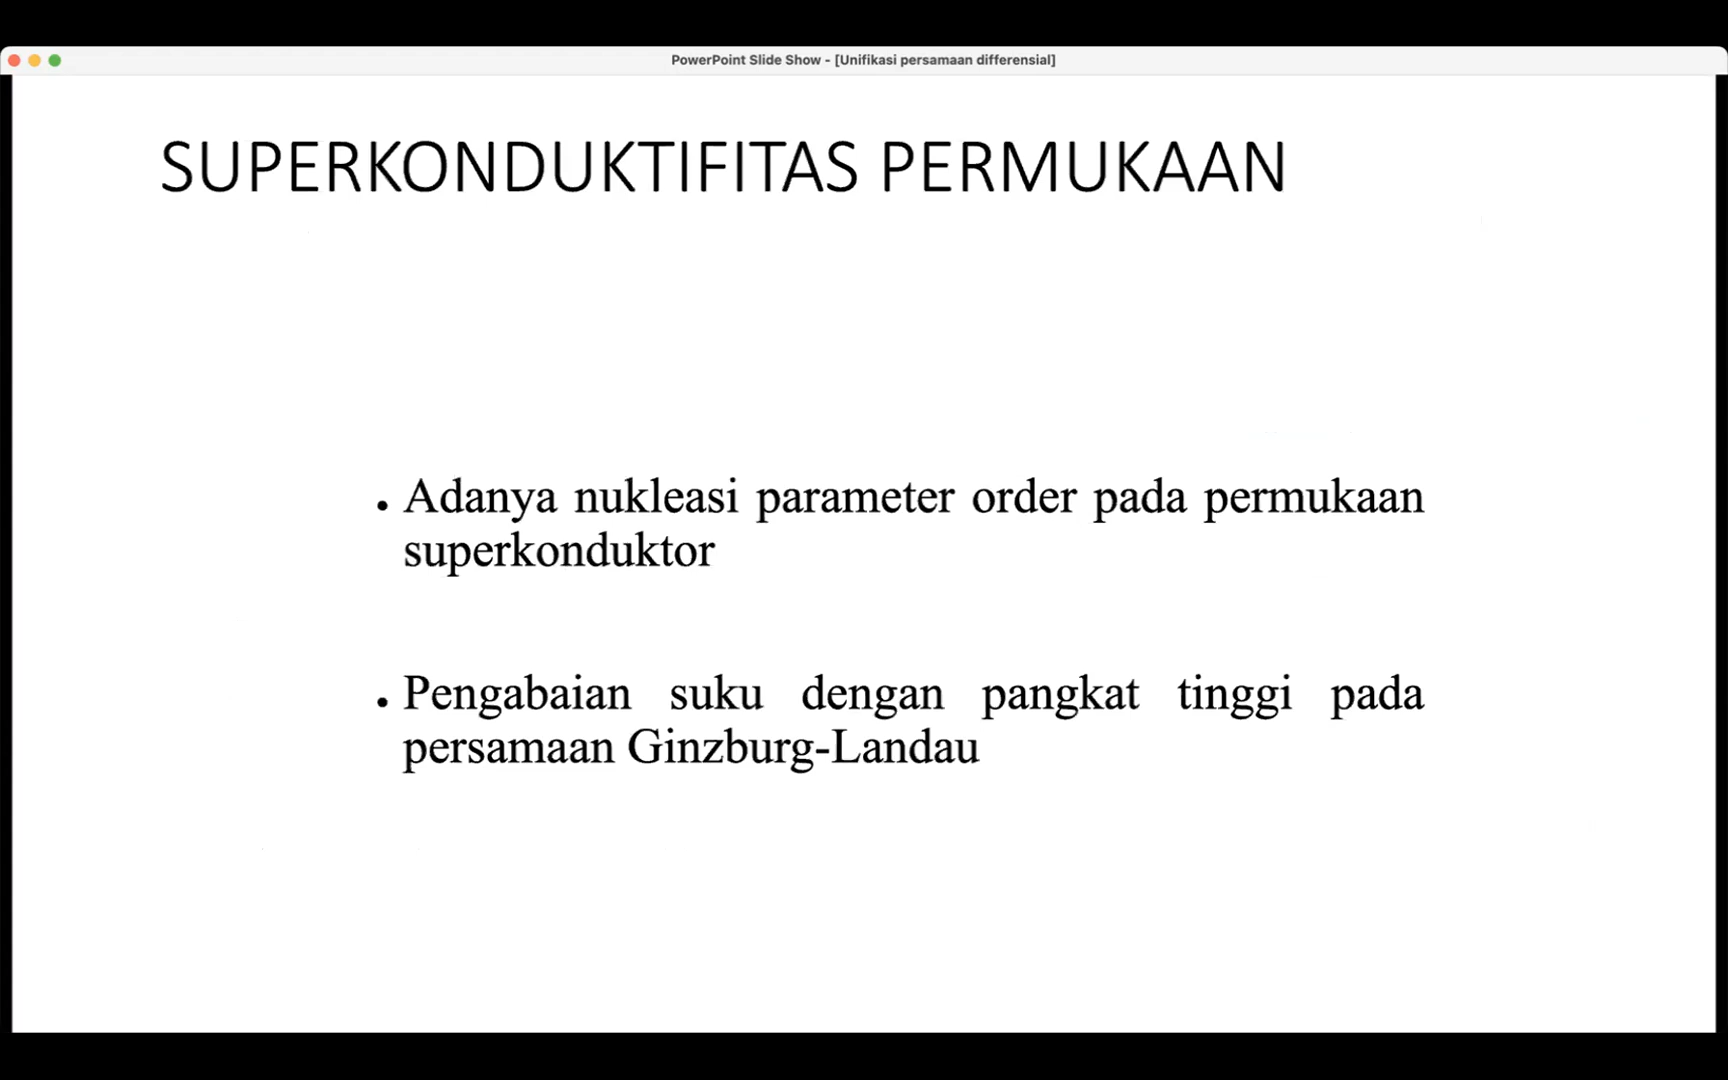 PowerPoint Slide Show - [Unifikasi persamaan differensial]
SUPERKONDUKTIFITAS PERMUKAAN
• Adanya nukleasi parameter order pada permukaan
superkonduktor
• Pengabaian suku dengan pangkat tinggi pada
persamaan Ginzburg-Landau